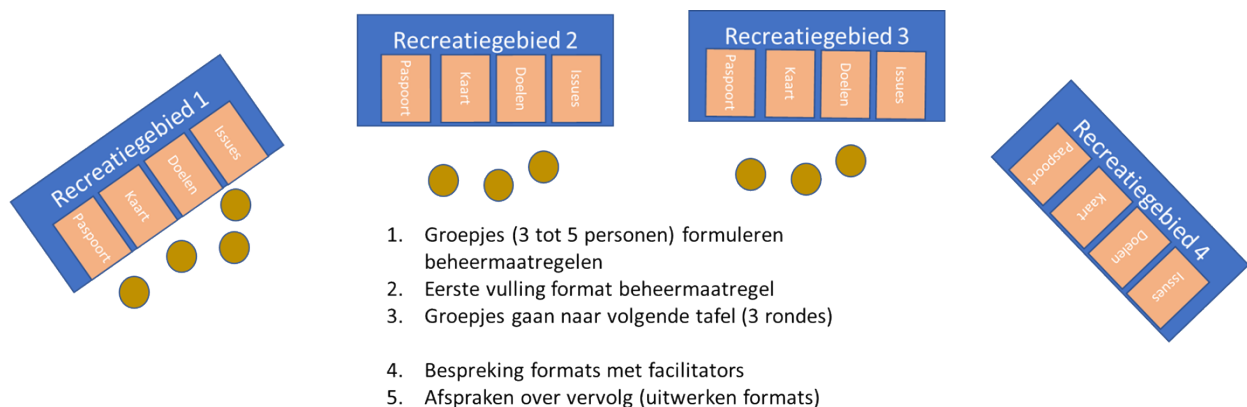 Recreatiegebied 1
Paspoort
Kaart
Doelen
Issues
Recreatiegebied 2
Paspoort
Kaart
Doelen
Issues
Recreatiegebied 3
Paspoort
Kaart
Doelen
Issues
Recreatiegebied 4
Paspoort
Kaart
Doelen
Issues
1. Groepjes (3 tot 5 personen) formuleren
beheermaatregelen
2. Eerste vulling format beheermaatregel
3. Groepjes gaan naar volgende tafel (3 rondes)
4. Bespreking formats met facilitators
5. Afspraken over vervolg (uitwerken formats)